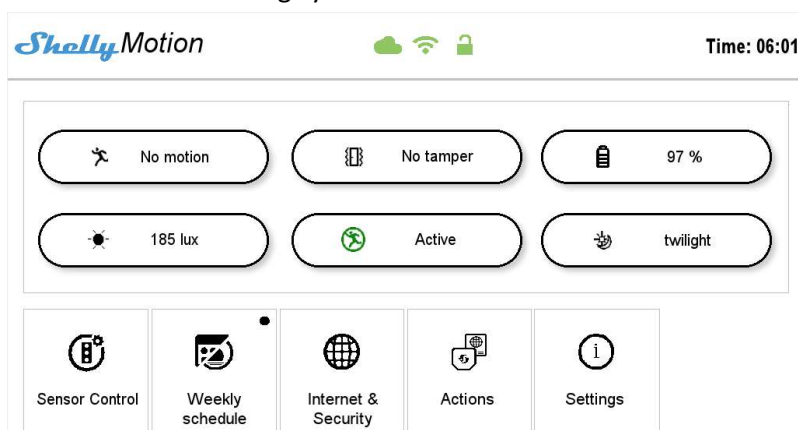 Shelly Motion
Time: 06:01
No motion
No tamper
97 %
185 lux
Active
twilight
Sensor Control
Weekly
schedule
Internet &
Security
Actions
Settings